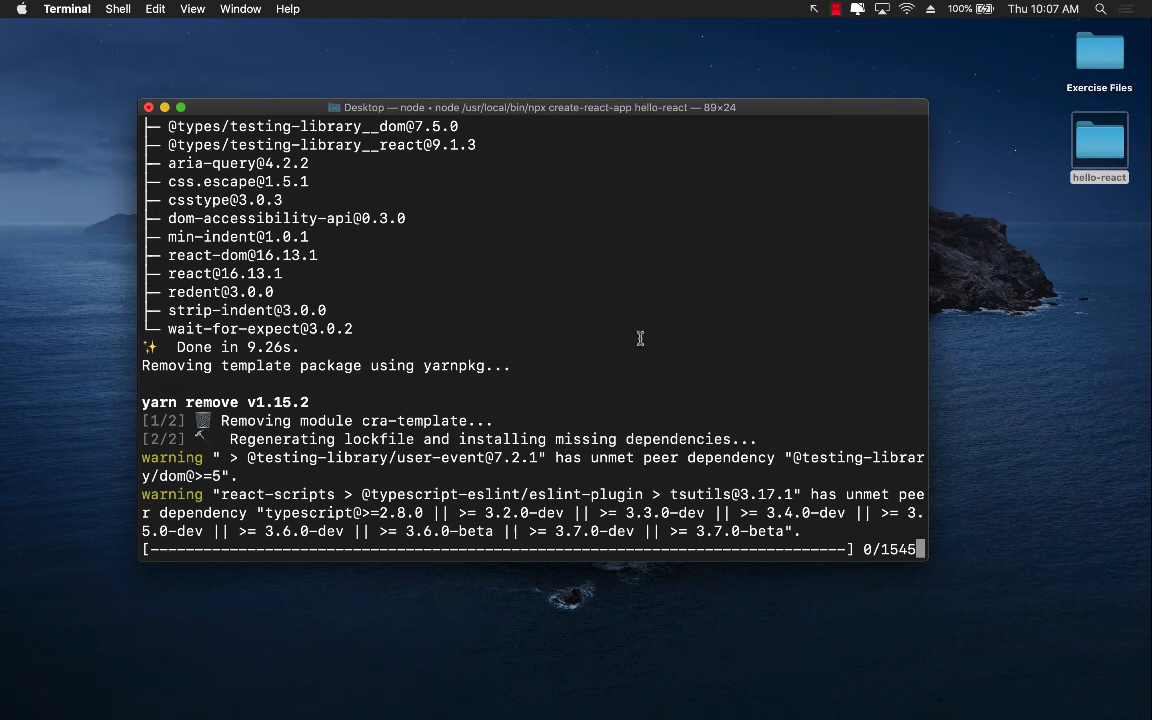 Terminal Shell Edit View Window Help 100% Thu 10:07 AM
Exercise Files
hello-react
Desktop — node • node /usr/local/bin/npx create-react-app hello-react — 89×24
├─ @types/testing-library__dom@7.5.0
├─ @types/testing-library__react@9.1.3
├─ aria-query@4.2.2
├─ css.escape@1.5.1
├─ csstype@3.0.3
├─ dom-accessibility-api@0.3.0
├─ min-indent@1.0.1
├─ react-dom@16.13.1
├─ react@16.13.1
├─ redent@3.0.0
├─ strip-indent@3.0.0
└─ wait-for-expect@3.0.2
✨  Done in 9.26s.
Removing template package using yarnpkg...
yarn remove v1.15.2
[1/2] 🗑 Removing module cra-template...
[2/2] 🔨 Regenerating lockfile and installing missing dependencies...
warning " > @testing-library/user-event@7.2.1" has unmet peer dependency "@testing-librar
y/dom@>=5".
warning "react-scripts > @typescript-eslint/eslint-plugin > tsutils@3.17.1" has unmet pee
r dependency "typescript@>=2.8.0 || >= 3.2.0-dev || >= 3.3.0-dev || >= 3.4.0-dev || >= 3.
5.0-dev || >= 3.6.0-dev || >= 3.6.0-beta || >= 3.7.0-dev || >= 3.7.0-beta".
[-----------------------------------------------------------------------------] 0/1545